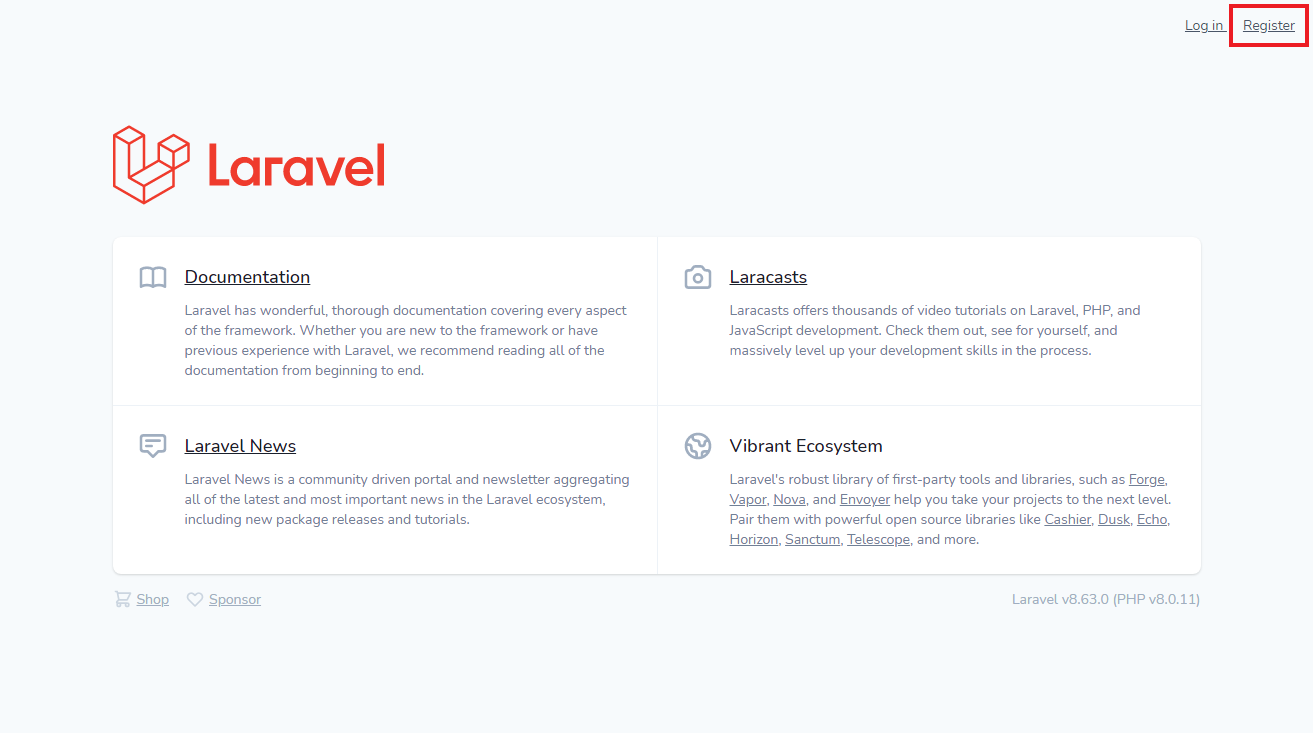 Log in Register
Laravel
Documentation
Laravel has wonderful, thorough documentation covering every aspect
of the framework. Whether you are new to the framework or have
previous experience with Laravel, we recommend reading all of the
documentation from beginning to end.
Laracasts
Laracasts offers thousands of video tutorials on Laravel, PHP, and
JavaScript development. Check them out, see for yourself, and
massively level up your development skills in the process.
Laravel News
Laravel News is a community driven portal and newsletter aggregating
all of the latest and most important news in the Laravel ecosystem,
including new package releases and tutorials.
Vibrant Ecosystem
Laravel's robust library of first-party tools and libraries, such as Forge,
Vapor, Nova, and Envoyer help you take your projects to the next level.
Pair them with powerful open source libraries like Cashier, Dusk, Echo,
Horizon, Sanctum, Telescope, and more.
Shop Sponsor Laravel v8.63.0 (PHP v8.0.11)